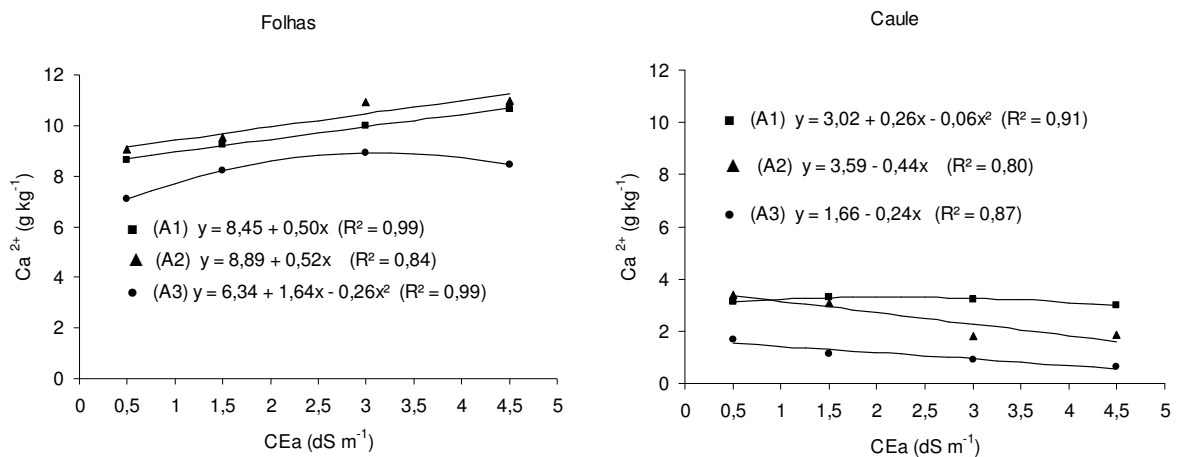 Folhas
12
10
8
6
4
2
0
Ca ²⁺ (g kg⁻¹)
(A1) y = 8,45 + 0,50x (R² = 0,99)
(A2) y = 8,89 + 0,52x (R² = 0,84)
(A3) y = 6,34 + 1,64x - 0,26x² (R² = 0,99)
0 0,5 1 1,5 2 2,5 3 3,5 4 4,5 5
CEa (dS m⁻¹)
Caule
12
10
8
6
4
2
0
Ca ²⁺ (g kg⁻¹)
(A1) y = 3,02 + 0,26x - 0,06x² (R² = 0,91)
(A2) y = 3,59 - 0,44x (R² = 0,80)
(A3) y = 1,66 - 0,24x (R² = 0,87)
0 0,5 1 1,5 2 2,5 3 3,5 4 4,5 5
CEa (dS m⁻¹)